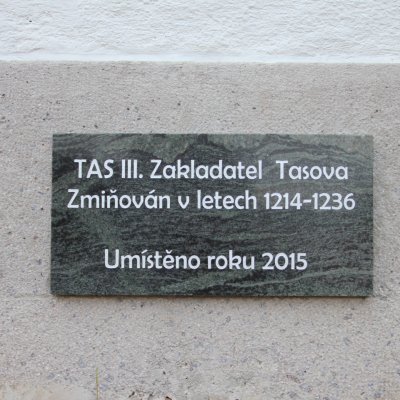 TAS III. Zakladatel Tasova
Zmiňován v letech 1214-1236
Umístěno roku 2015